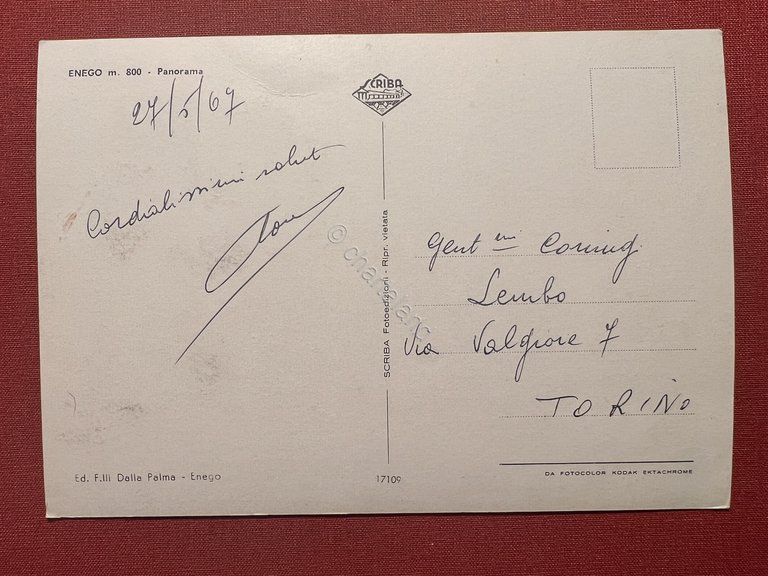 ENEGO m. 800 - Panorama
27/5/67
Cordialissimi saluti
SCRIBA
SCRIBA Fotoedizioni - Ripr. vietata
Gent.mi Coniug.
Lembo
Via Valgioie 7
TORINO
Ed. F.lli Dalla Palma - Enego
17109
DA FOTOCOLOR KODAK EKTACHROME